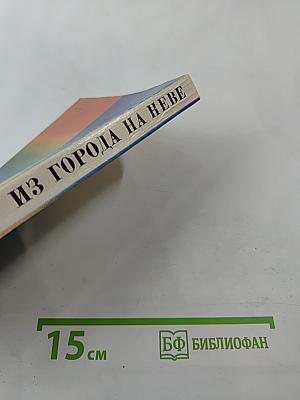 ИЗ ГОРОДА НА НЕВЕ
15 см
БФ БИБЛИОФАН